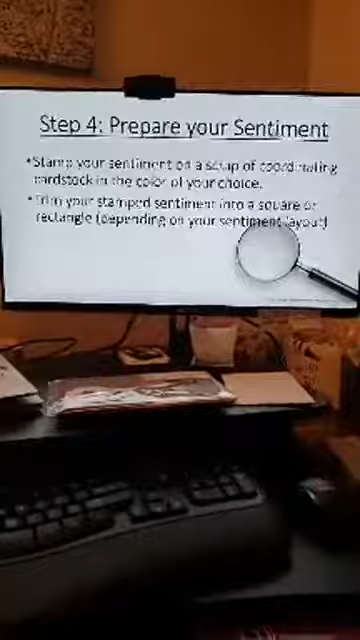 Step 4: Prepare your Sentiment
•Stamp your sentiment on a scrap of coordinating
cardstock in the color of your choice.
•Trim your stamped sentiment into a square or
rectangle (depending on your sentiment layout)